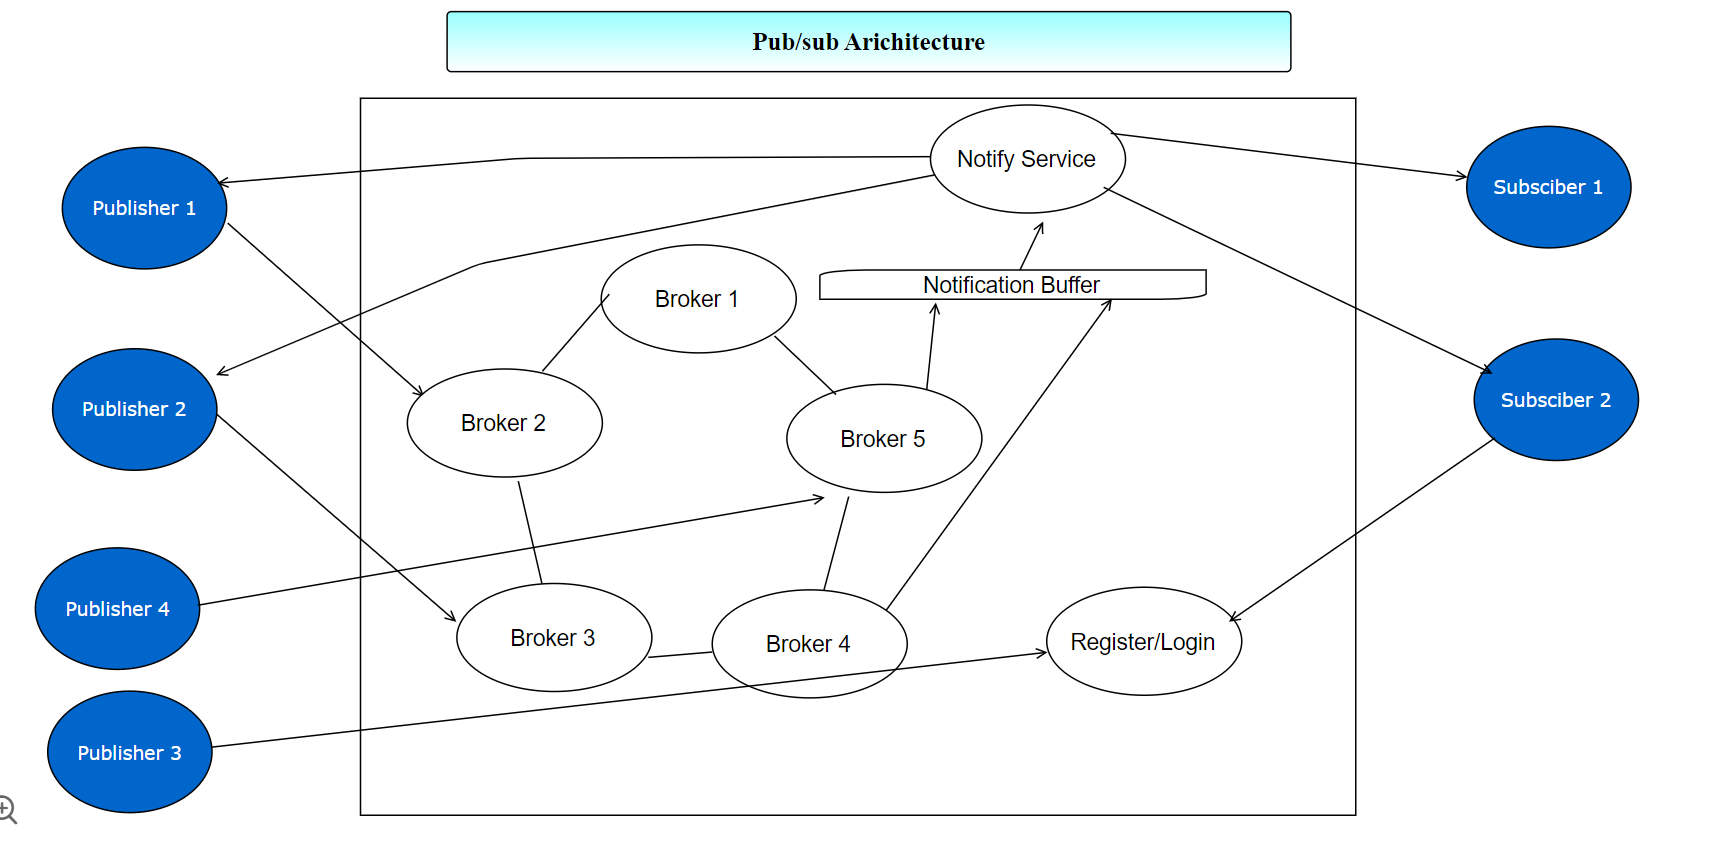 Pub/sub Arichitecture
Notify Service
Publisher 1
Subsciber 1
Notification Buffer
Broker 1
Publisher 2
Broker 2
Broker 5
Subsciber 2
Publisher 4
Broker 3
Broker 4
Register/Login
Publisher 3